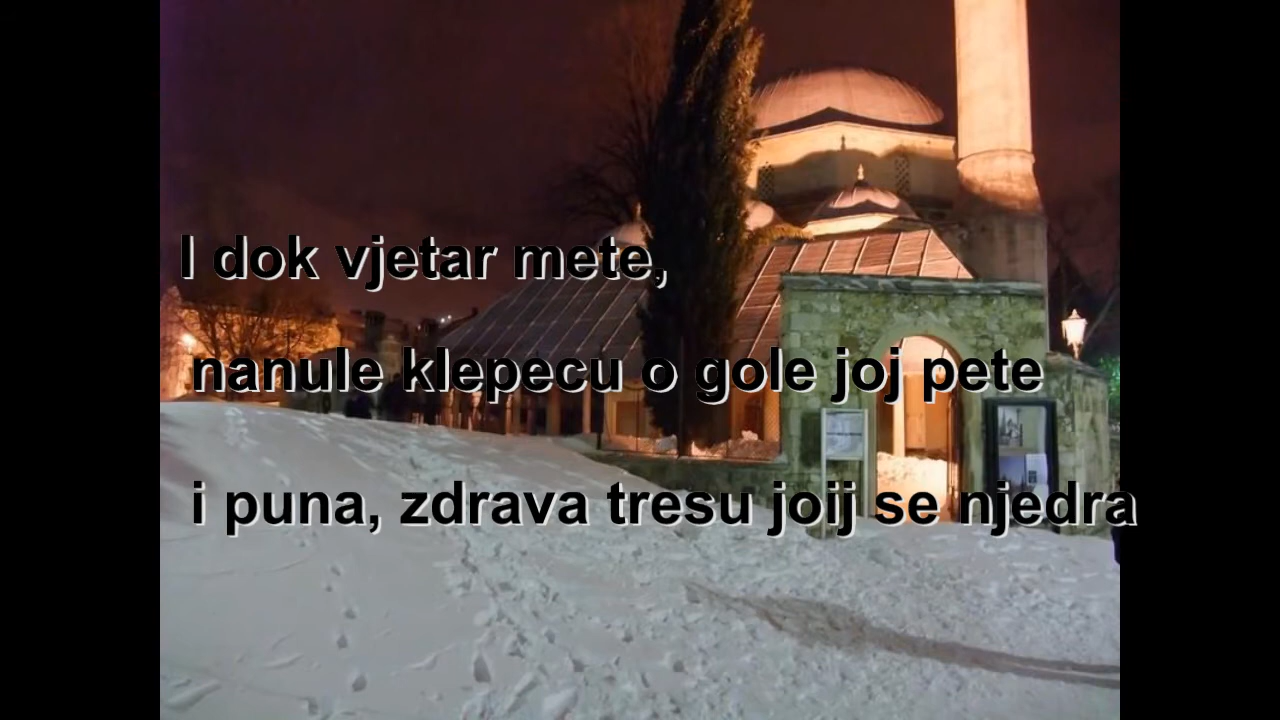 I dok vjetar mete,
nanule klepecu o gole joj pete
i puna, zdrava tresu joij se njedra